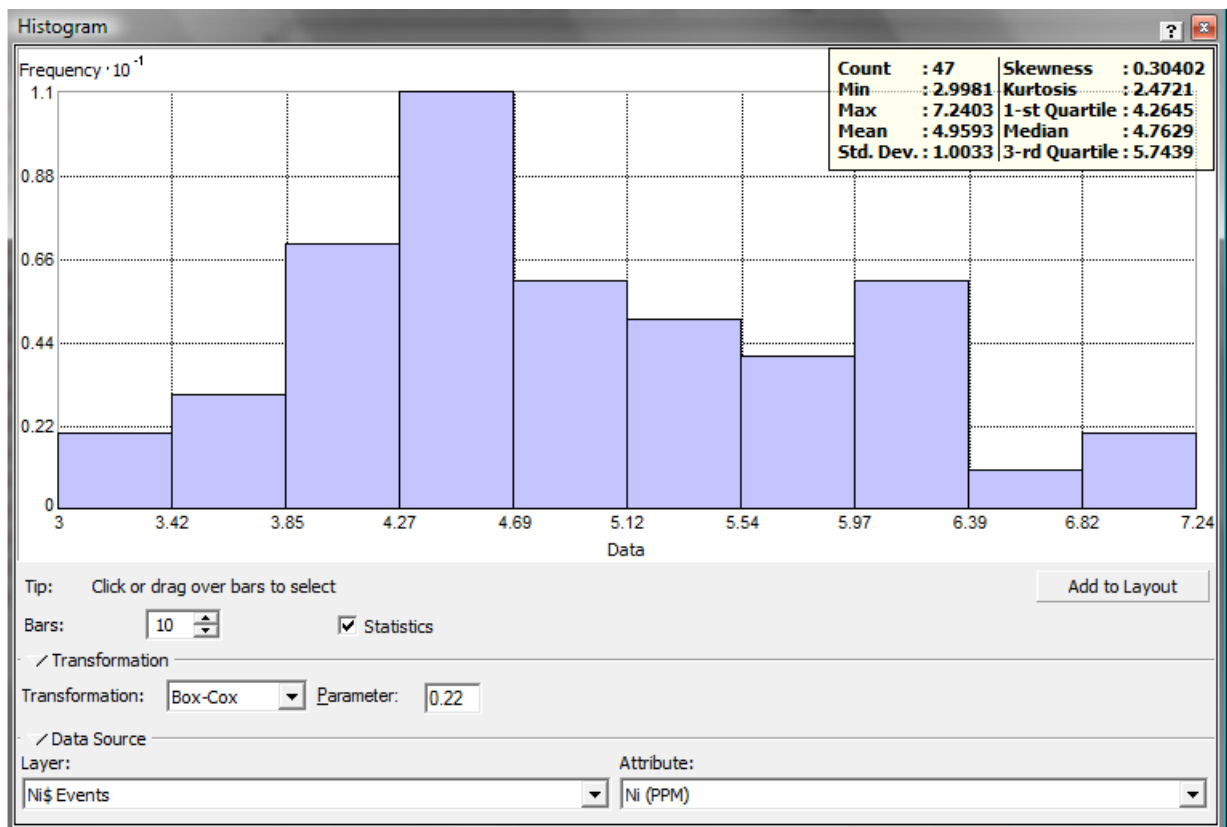 Histogram
?
Frequency · 10 -1
Count : 47 Skewness : 0.30402
Min : 2.9981 Kurtosis : 2.4721
Max : 7.2403 1-st Quartile : 4.2645
Mean : 4.9593 Median : 4.7629
Std. Dev. : 1.0033 3-rd Quartile : 5.7439
1.1
0.88
0.66
0.44
0.22
0
3 3.42 3.85 4.27 4.69 5.12 5.54 5.97 6.39 6.82 7.24
Data
Tip: Click or drag over bars to select
Add to Layout
Bars: 10 Statistics
Transformation
Transformation: Box-Cox Parameter: 0.22
Data Source
Layer: Attribute:
Ni$ Events Ni (PPM)